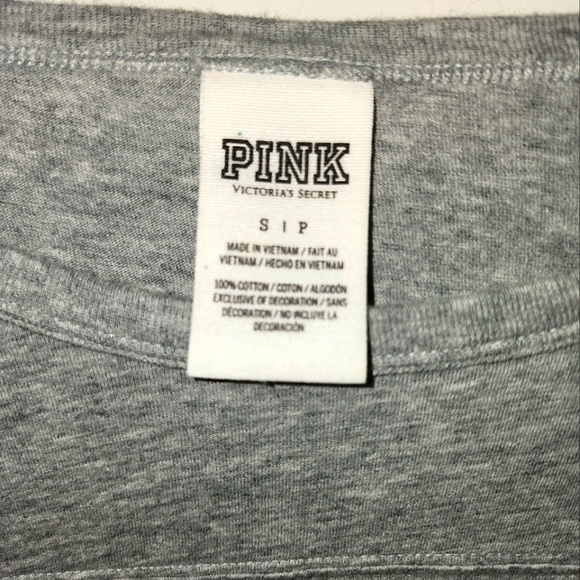 PINK
VICTORIA'S SECRET
S | P
MADE IN VIETNAM / FAIT AU
VIETNAM / HECHO EN VIETNAM
100% COTTON / COTON / ALGODÓN
EXCLUSIVE OF DECORATION / SANS
DÉCORATION / NO INCLUYE LA
DECORACIÓN